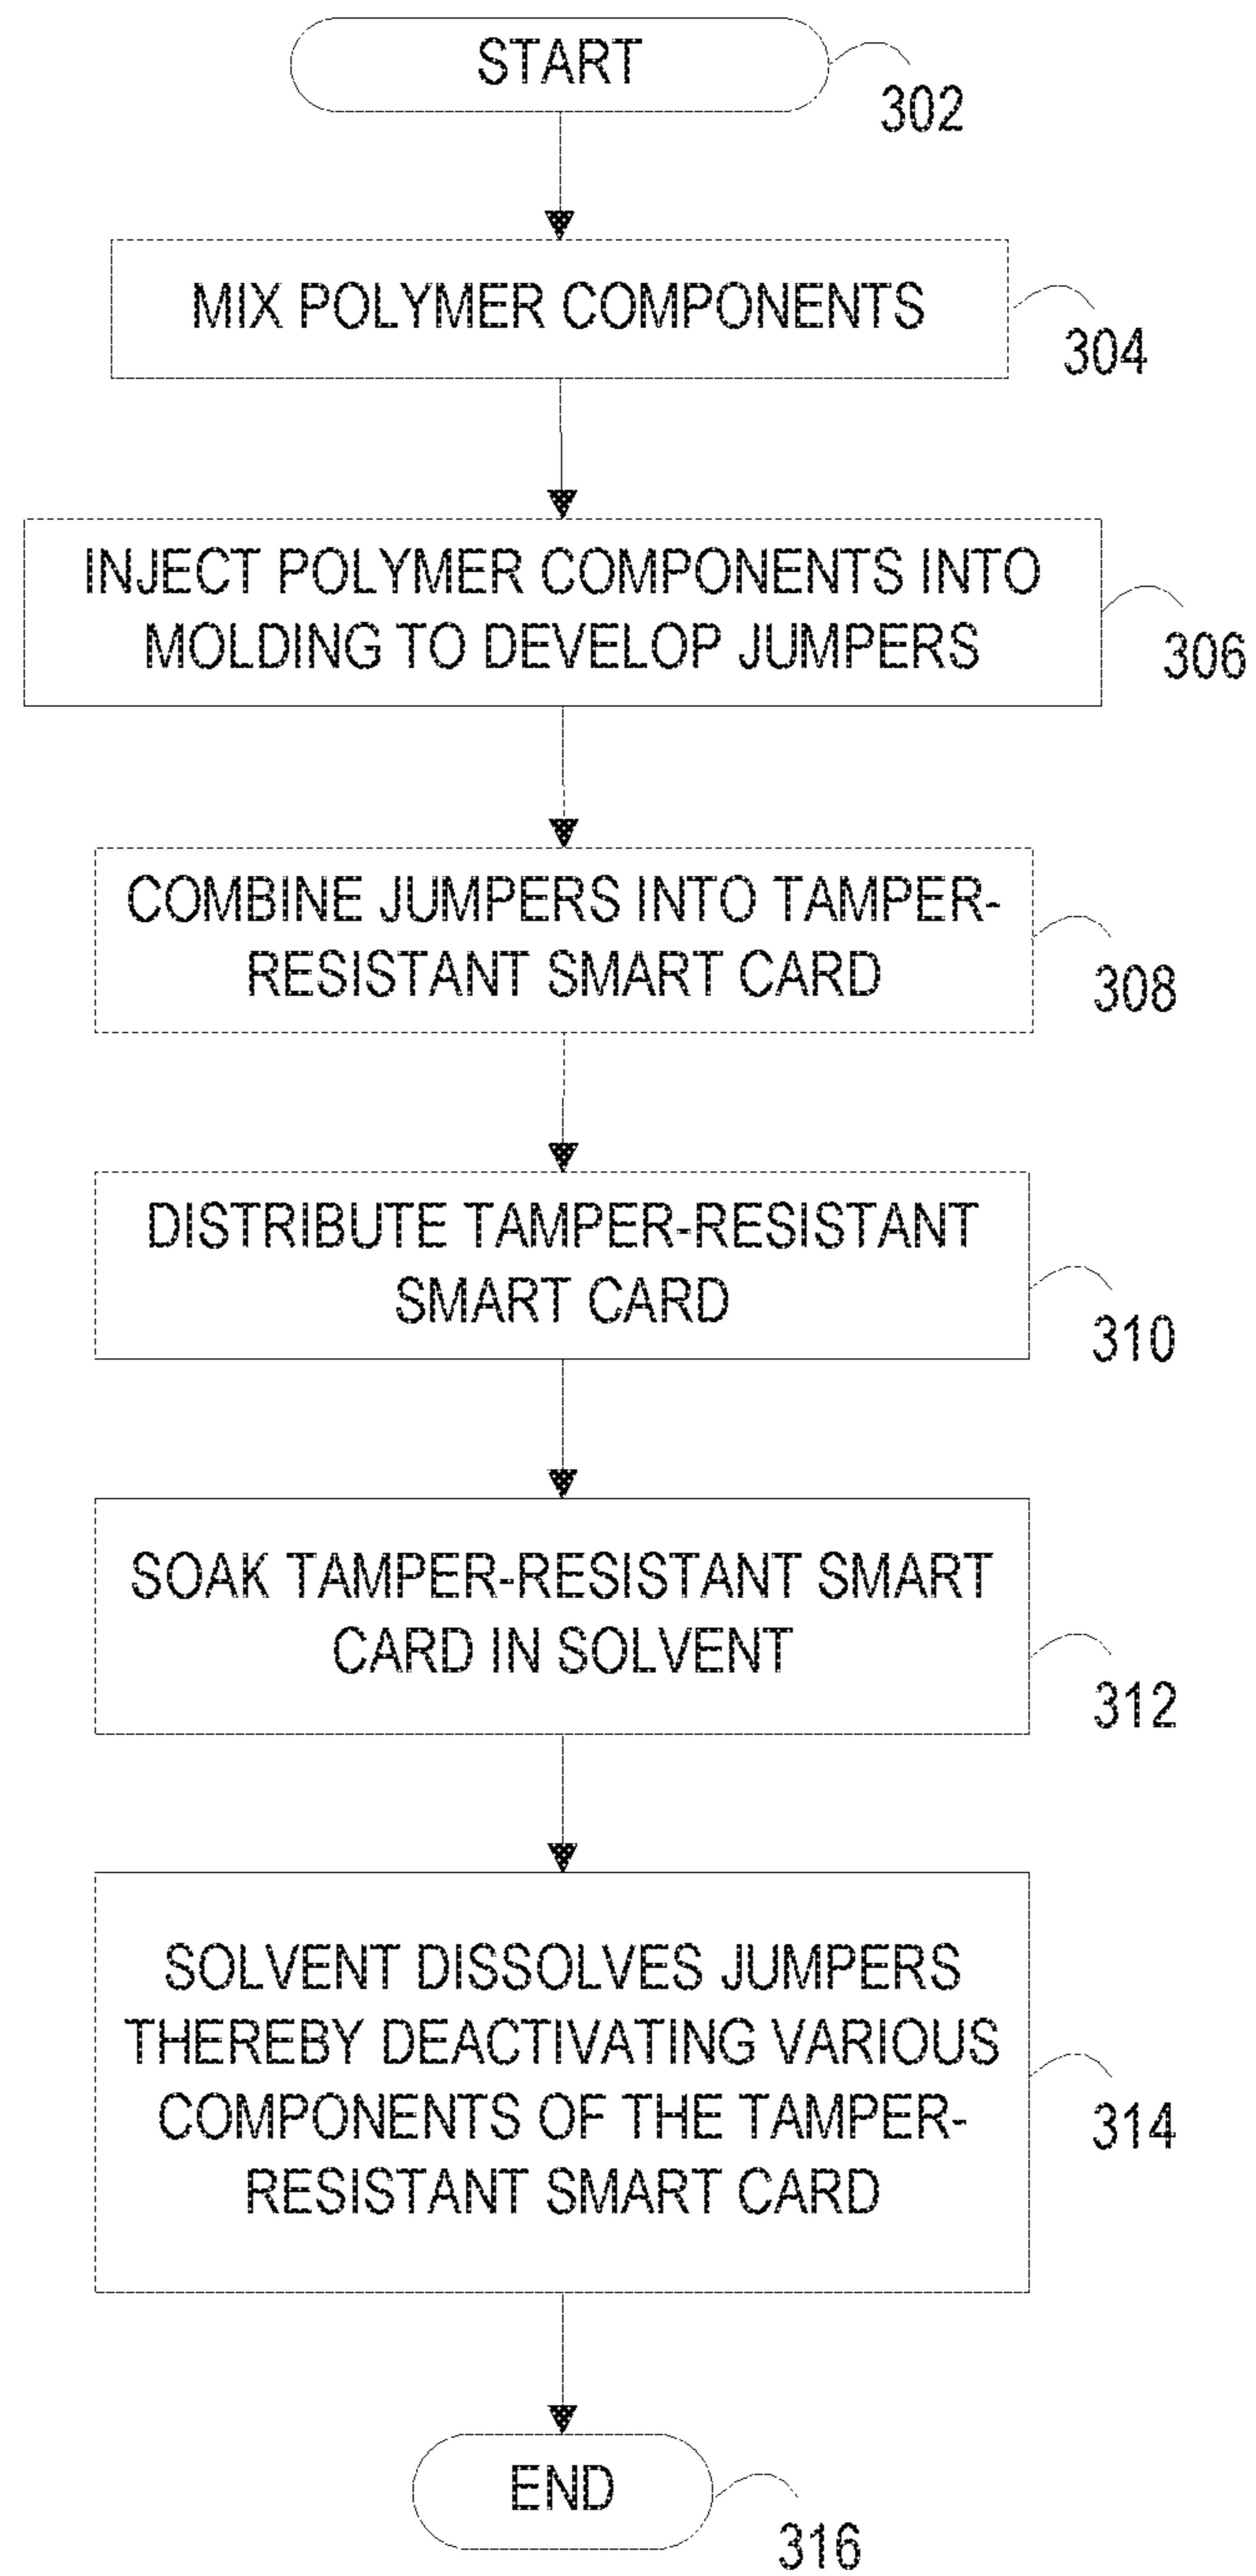 START
302
MIX POLYMER COMPONENTS
304
INJECT POLYMER COMPONENTS INTO
MOLDING TO DEVELOP JUMPERS
306
COMBINE JUMPERS INTO TAMPER-
RESISTANT SMART CARD
308
DISTRIBUTE TAMPER-RESISTANT
SMART CARD
310
SOAK TAMPER-RESISTANT SMART
CARD IN SOLVENT
312
SOLVENT DISSOLVES JUMPERS
THEREBY DEACTIVATING VARIOUS
COMPONENTS OF THE TAMPER-
RESISTANT SMART CARD
314
END
316